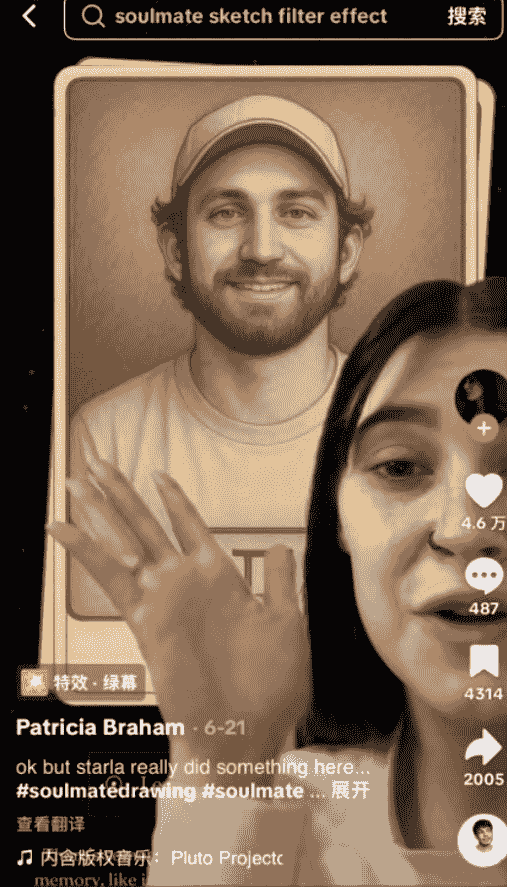 soulmate sketch filter effect 搜索
4.6 万
487
4314
2005
特效 · 绿幕
Patricia Braham · 6-21
ok but starla really did something here...
#soulmatedrawing #soulmate ... 展开
查看翻译
内含版权音乐: Pluto Projecto
memory, like i